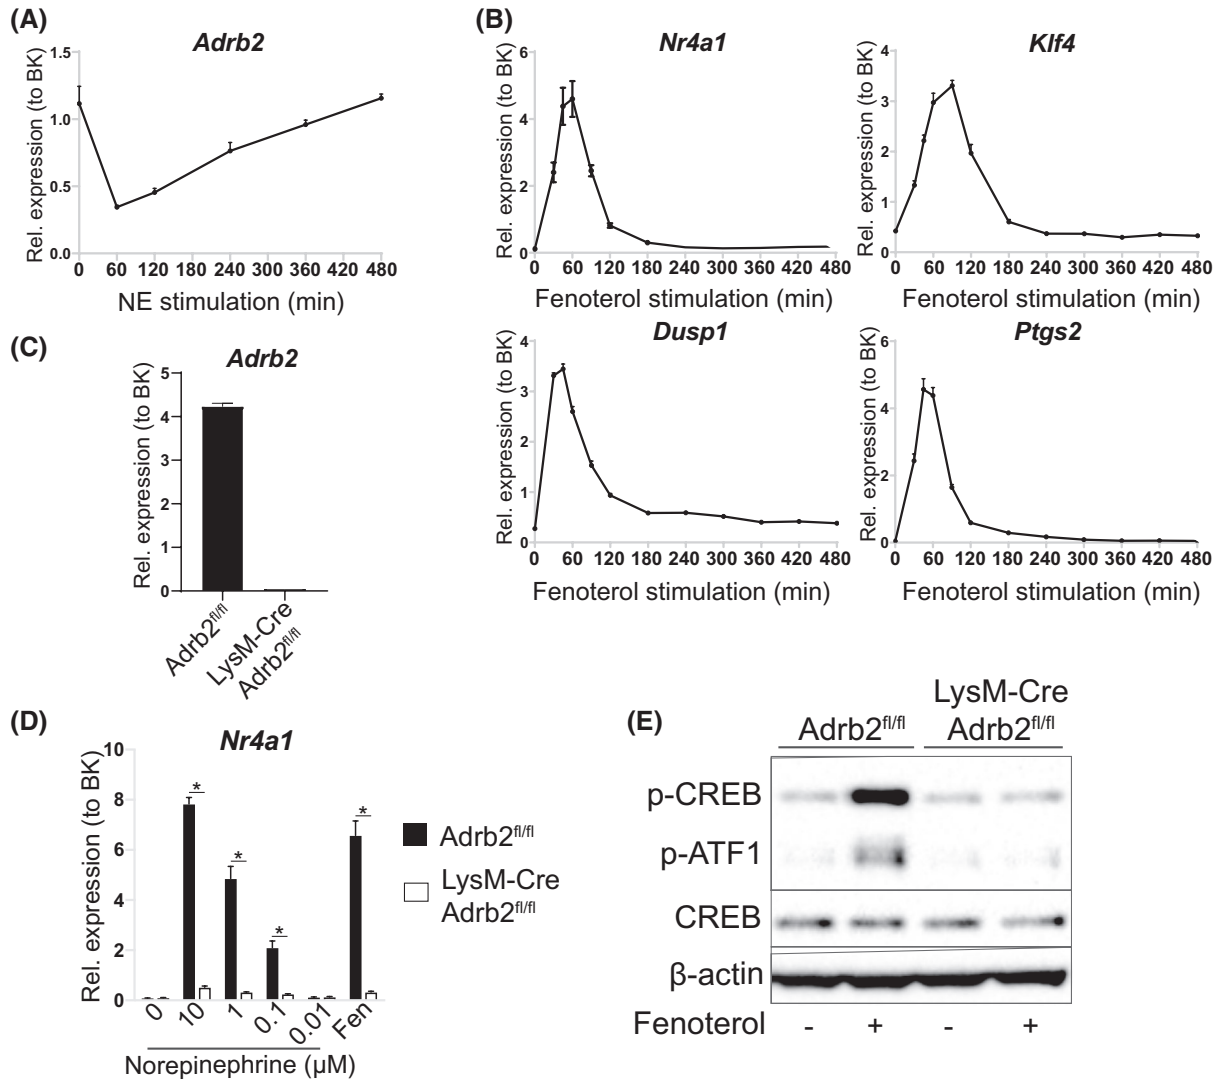 (A)
Adrb2
Rel. expression (to BK)
1.5
1.0
0.5
0.0
0 60 120 180 240 300 360 420 480
NE stimulation (min)
(B)
Nr4a1
Rel. expression (to BK)
6
4
2
0
0 60 120 180 240 300 360 420 480
Fenoterol stimulation (min)
Klf4
Rel. expression (to BK)
4
3
2
1
0
0 60 120 180 240 300 360 420 480
Fenoterol stimulation (min)
Dusp1
Rel. expression (to BK)
4
3
2
1
0
0 60 120 180 240 300 360 420 480
Fenoterol stimulation (min)
Ptgs2
Rel. expression (to BK)
6
4
2
0
0 60 120 180 240 300 360 420 480
Fenoterol stimulation (min)
(C)
Adrb2
Rel. expression (to BK)
5
4
3
2
1
0
Adrb2fl/fl
LysM-Cre
Adrb2fl/fl
(D)
Nr4a1
Rel. expression (to BK)
10
8
6
4
2
0
* * * *
0 10 1 0.1 0.01 Fen
Norepinephrine (µM)
Adrb2fl/fl
LysM-Cre
Adrb2fl/fl
(E)
LysM-Cre
Adrb2fl/fl Adrb2fl/fl
p-CREB
p-ATF1
CREB
β-actin
Fenoterol - + - +